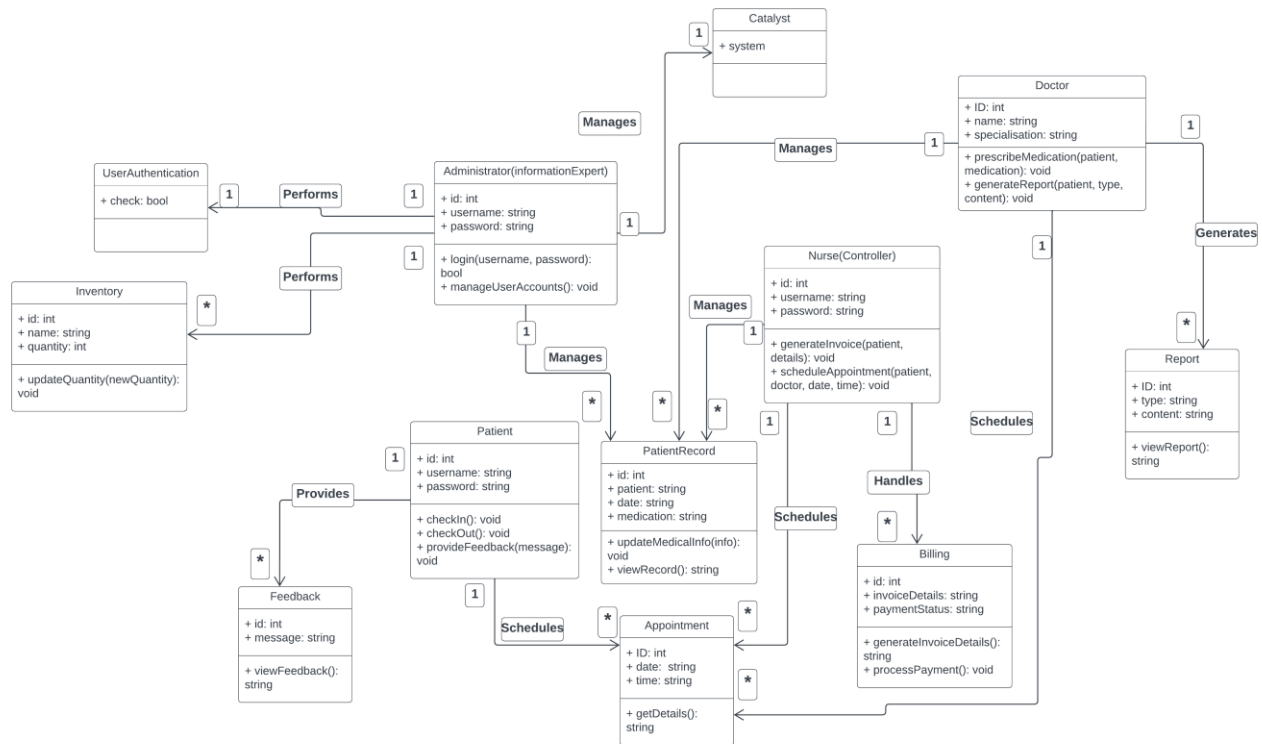 Catalyst
+ system
1
Manages
Doctor
+ ID: int
+ name: string
+ specialisation: string
+ prescribeMedication(patient,
medication): void
+ generateReport(patient, type,
content): void
1
Manages
1
1
Generates
*
UserAuthentication
+ check: bool
1
Performs
1
Administrator(informationExpert)
+ id: int
+ username: string
+ password: string
+ login(username, password):
bool
+ manageUserAccounts(): void
1
1
Performs
*
Inventory
+ id: int
+ name: string
+ quantity: int
+ updateQuantity(newQuantity):
void
1
Manages
*
*
*
Manages
1
Nurse(Controller)
+ id: int
+ username: string
+ password: string
+ generateInvoice(patient,
details): void
+ scheduleAppointment(patient,
doctor, date, time): void
1
1
Schedules
Report
+ ID: int
+ type: string
+ content: string
+ viewReport():
string
Patient
+ id: int
+ username: string
+ password: string
+ checkIn(): void
+ checkOut(): void
+ provideFeedback(message):
void
1
Provides
*
PatientRecord
+ id: int
+ patient: string
+ date: string
+ medication: string
+ updateMedicalInfo(info):
void
+ viewRecord(): string
Schedules
Handles
*
Billing
+ id: int
+ invoiceDetails: string
+ paymentStatus: string
+ generateInvoiceDetails():
string
+ processPayment(): void
Feedback
+ id: int
+ message: string
+ viewFeedback():
string
1
Schedules
*
*
*
Appointment
+ ID: int
+ date: string
+ time: string
+ getDetails():
string